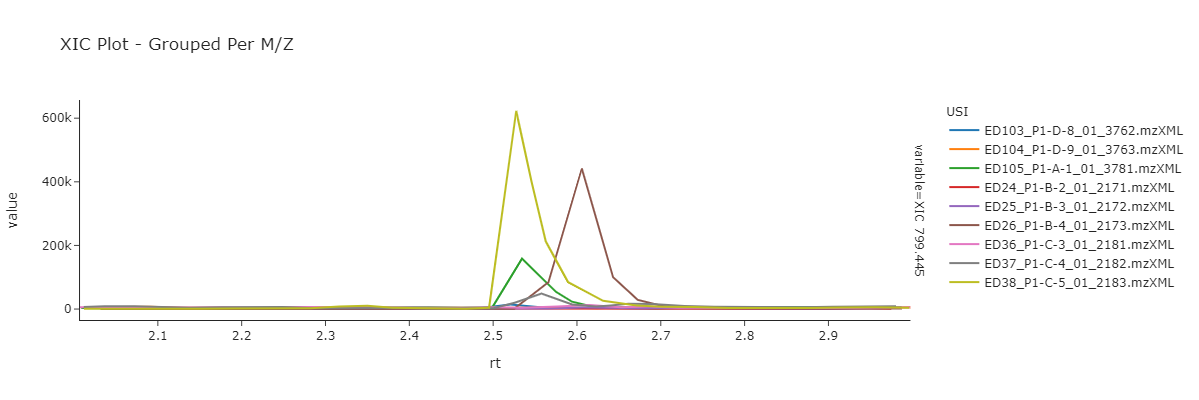 XIC Plot - Grouped Per M/Z
600k
400k
200k
0
value
2.1
2.2
2.3
2.4
2.5
2.6
2.7
2.8
2.9
rt
variable=XIC 799.445
USI
ED103_P1-D-8_01_3762.mzXML
ED104_P1-D-9_01_3763.mzXML
ED105_P1-A-1_01_3781.mzXML
ED24_P1-B-2_01_2171.mzXML
ED25_P1-B-3_01_2172.mzXML
ED26_P1-B-4_01_2173.mzXML
ED36_P1-C-3_01_2181.mzXML
ED37_P1-C-4_01_2182.mzXML
ED38_P1-C-5_01_2183.mzXML